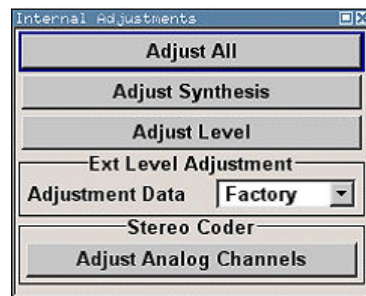 Internal Adjustments
Adjust All
Adjust Synthesis
Adjust Level
Ext Level Adjustment
Adjustment Data Factory
Stereo Coder
Adjust Analog Channels